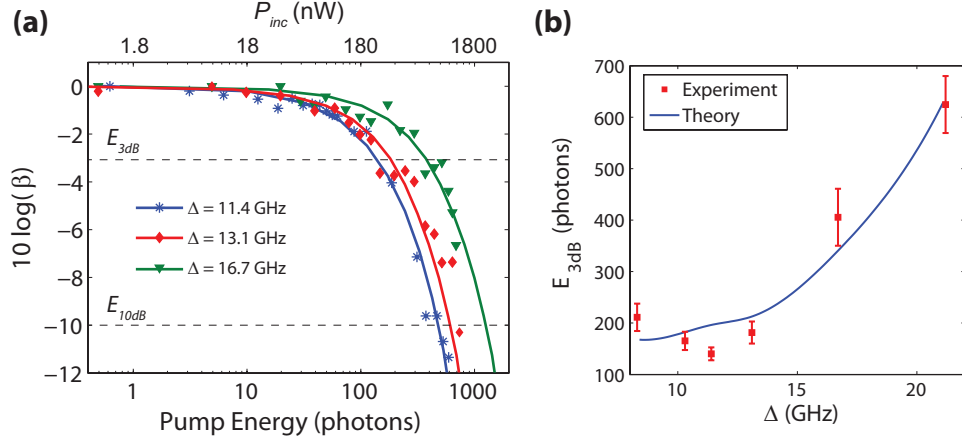 (a)
P_inc (nW)
1.8 18 180 1800
10 log(β)
0
−2
−4
−6
−8
−10
−12
E_3dB
Δ = 11.4 GHz
Δ = 13.1 GHz
Δ = 16.7 GHz
E_10dB
1 10 100 1000
Pump Energy (photons)
(b)
E_3dB (photons)
700
600
500
400
300
200
100
Experiment
Theory
10 15 20
Δ (GHz)